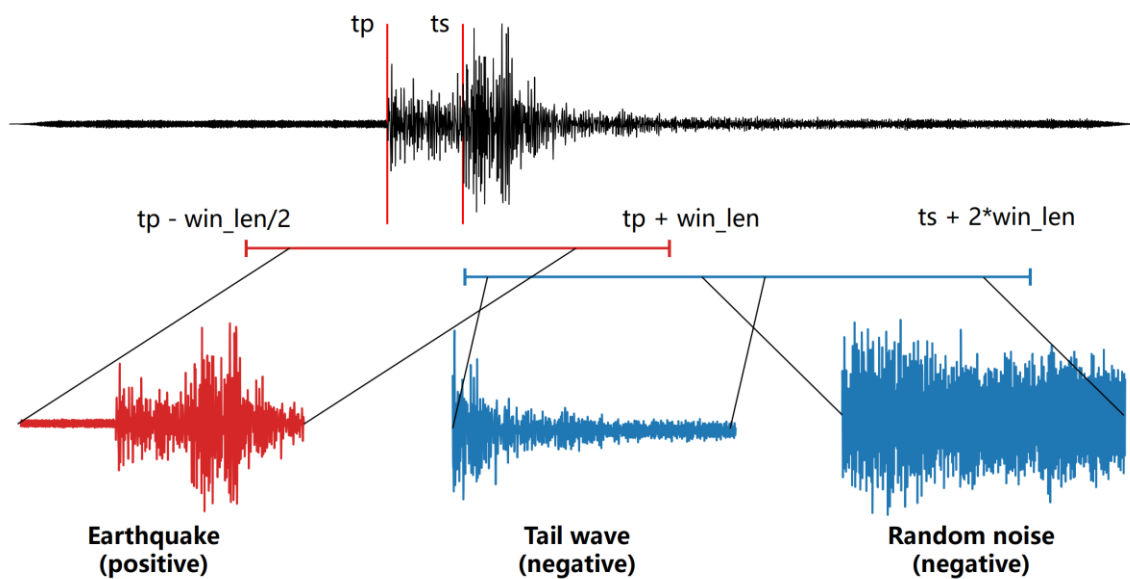 tp
ts
tp - win_len/2
tp + win_len
ts + 2*win_len
Earthquake
(positive)
Tail wave
(negative)
Random noise
(negative)